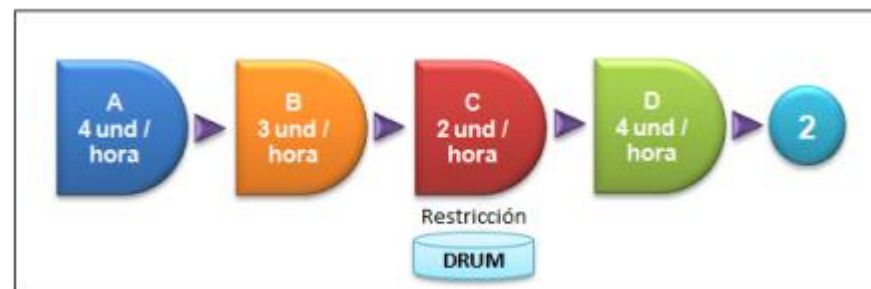 A
4 und /
hora
B
3 und /
hora
C
2 und /
hora
D
4 und /
hora
2
Restricción
DRUM